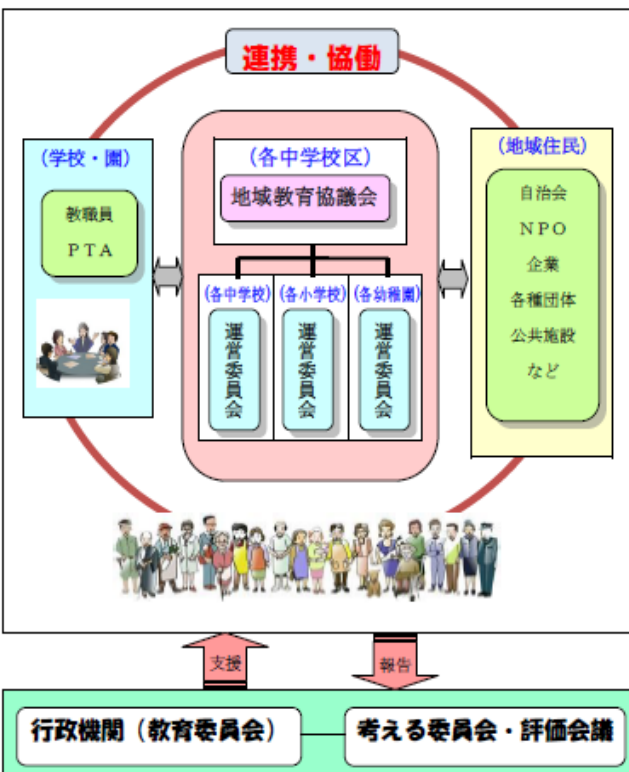 連携・協働
(学校・園)
教職員
PTA
(各中学校区)
地域教育協議会
(各中学校)
運営委員会
(各小学校)
運営委員会
(各幼稚園)
運営委員会
(地域住民)
自治会
NPO
企業
各種団体
公共施設
など
支援
報告
行政機関(教育委員会)
考える委員会・評価会議